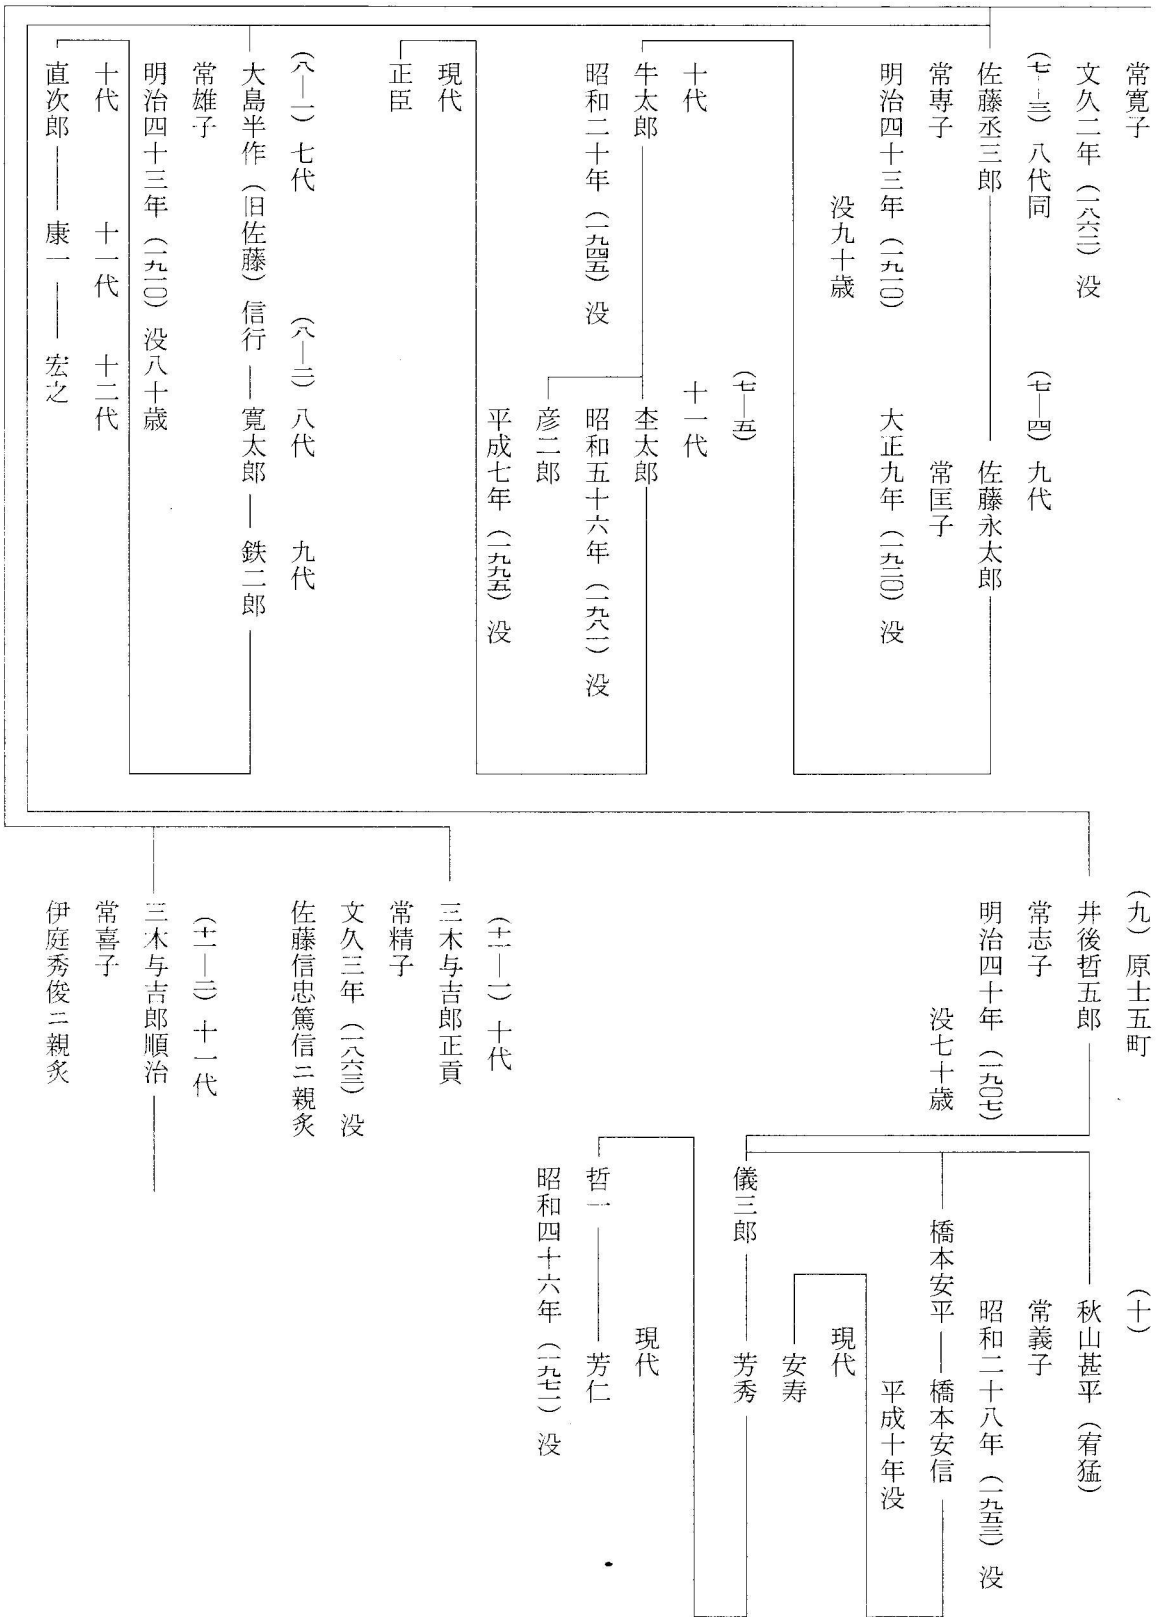 常寛子
文久二年（一八六二）没
（七―三）八代同
佐藤丞三郎
常専子
明治四十三年（一九一〇）
没九十歳
（七―四）九代
佐藤永太郎
常匡子
大正九年（一九二〇）没
十代
牛太郎
昭和二十年（一九四五）没
（七―五）
十一代
杢太郎
昭和五十六年（一九八一）没
彦二郎
平成七年（一九九五）没
現代
正臣
（八―一）七代
大島半作（旧佐藤）信行
常雄子
明治四十三年（一九一〇）没八十歳
（八―二）八代
寛太郎
九代
鉄二郎
十代
直次郎
十一代
康一
十二代
宏之
（九）原士五町
井後哲五郎
常志子
明治四十年（一九〇七）
没七十歳
（十）
秋山甚平（宥猛）
常義子
昭和二十八年（一九五三）没
橋本安平
橋本安信
平成十年没
現代
安寿
儀三郎
芳秀
哲一
昭和四十六年（一九七一）没
現代
芳仁
（十一―一）十代
三木与吉郎正貢
常精子
文久三年（一八六三）没
佐藤信忠篤信ニ親炙
（十一―二）十一代
三木与吉郎順治
常喜子
伊庭秀俊ニ親炙